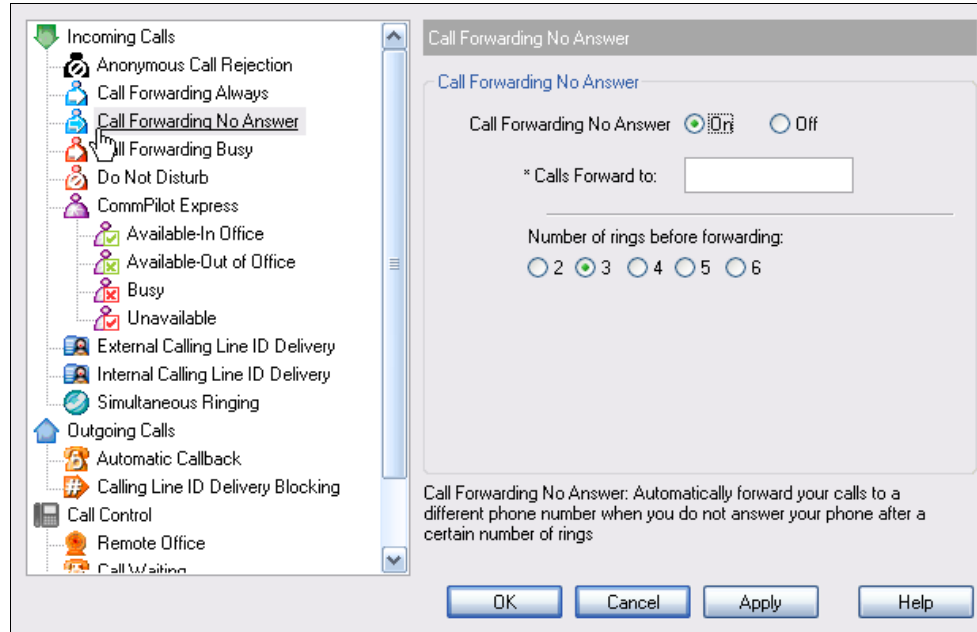 Incoming Calls
Anonymous Call Rejection
Call Forwarding Always
Call Forwarding No Answer
Call Forwarding Busy
Do Not Disturb
CommPilot Express
Available-In Office
Available-Out of Office
Busy
Unavailable
External Calling Line ID Delivery
Internal Calling Line ID Delivery
Simultaneous Ringing
Outgoing Calls
Automatic Callback
Calling Line ID Delivery Blocking
Call Control
Remote Office
Call Waiting
Call Forwarding No Answer
Call Forwarding No Answer
Call Forwarding No Answer On Off
* Calls Forward to:
Number of rings before forwarding:
2 3 4 5 6
Call Forwarding No Answer: Automatically forward your calls to a
different phone number when you do not answer your phone after a
certain number of rings
OK Cancel Apply Help